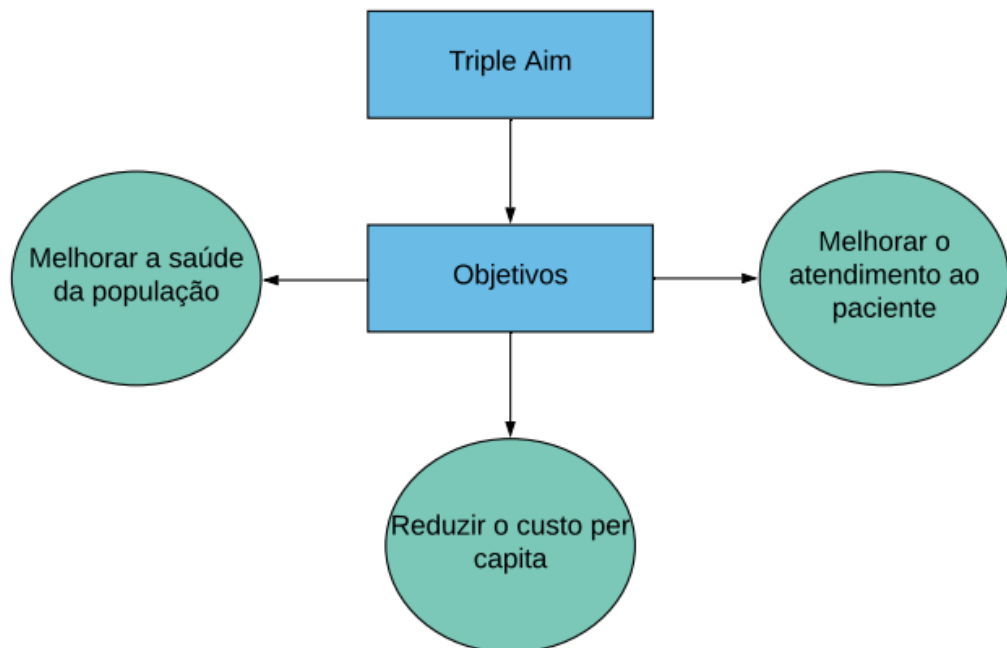 Triple Aim
Melhorar a saúde
da população
Objetivos
Melhorar o
atendimento ao
paciente
Reduzir o custo per
capita